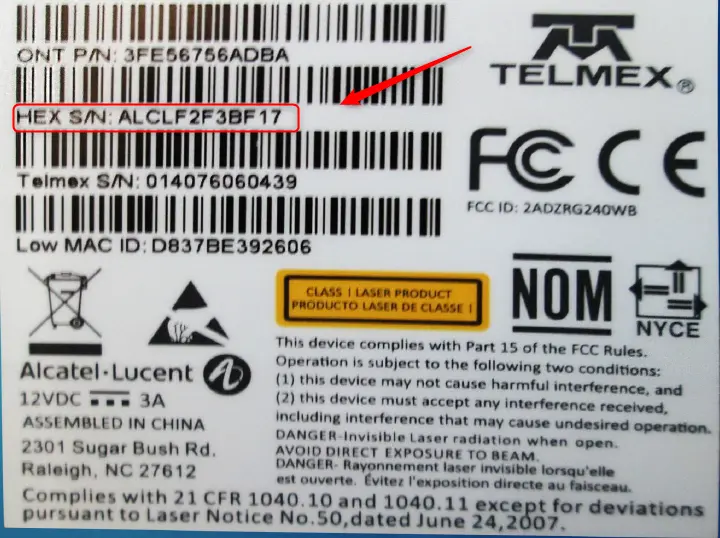 ONT P/N: 3FE56756ADBA
TELMEX®
HEX S/N: ALCLF2F3BF17
FCC CE
Telmex S/N: 014076060439
FCC ID: 2ADZRG240WB
Low MAC ID: D837BE392606
CLASS I LASER PRODUCT
PRODUCTO LASER DE CLASSE I
NOM
NYCE
Alcatel·Lucent
12VDC 3A
ASSEMBLED IN CHINA
2301 Sugar Bush Rd.
Raleigh, NC 27612
This device complies with Part 15 of the FCC Rules.
Operation is subject to the following two conditions:
(1) this device may not cause harmful interference, and
(2) this device must accept any interference received,
including interference that may cause undesired operation.
DANGER-Invisible Laser radiation when open.
AVOID DIRECT EXPOSURE TO BEAM.
DANGER- Rayonnement laser invisible lorsqu'elle
est ouverte. Évitez l'exposition directe au faisceau.
Complies with 21 CFR 1040.10 and 1040.11 except for deviations
pursuant to Laser Notice No.50,dated June 24,2007.